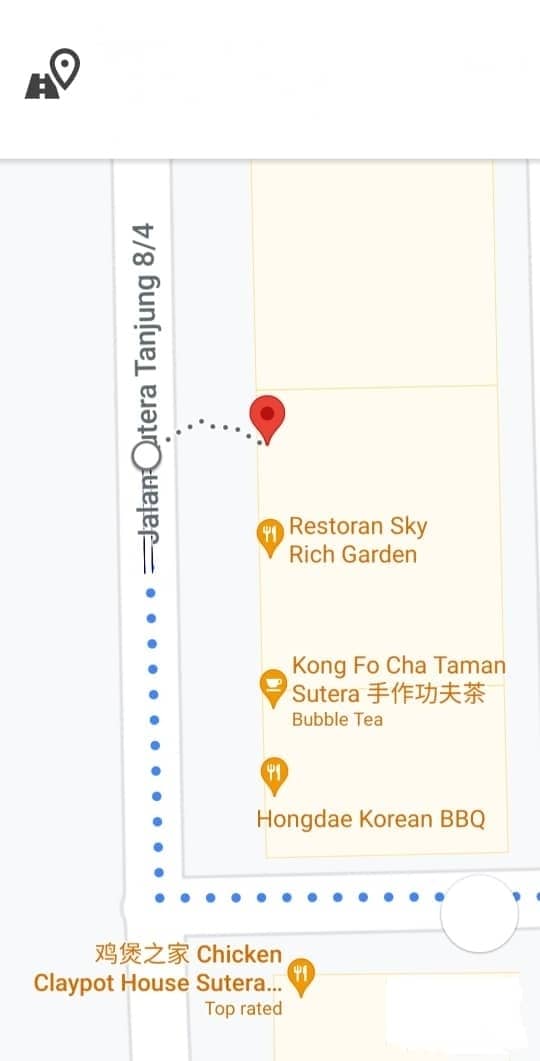 Jalan Sutera Tanjung 8/4
Restoran Sky
Rich Garden
Kong Fo Cha Taman
Sutera 手作功夫茶
Bubble Tea
Hongdae Korean BBQ
鸡煲之家 Chicken
Claypot House Sutera...
Top rated